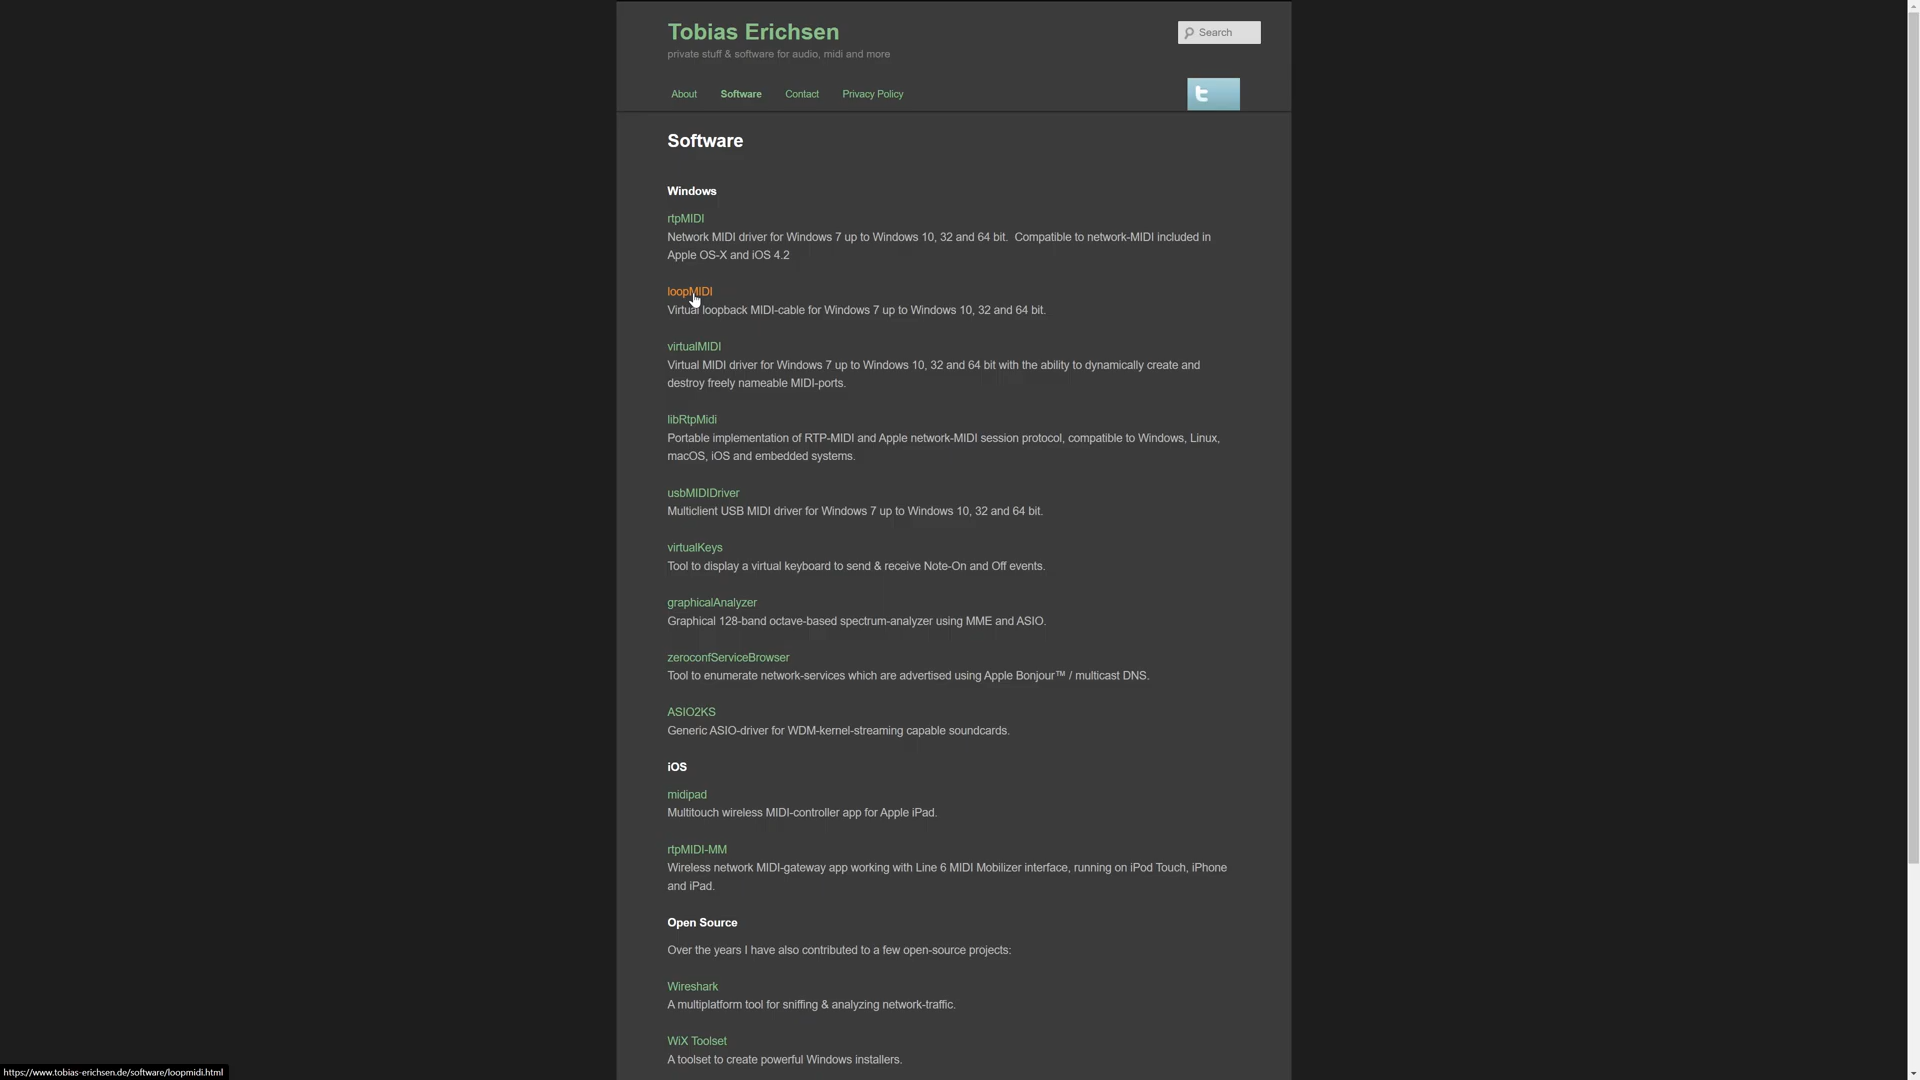 Tobias Erichsen
private stuff & software for audio, midi and more
Search
About Software Contact Privacy Policy
Software
Windows
rtpMIDI
Network MIDI driver for Windows 7 up to Windows 10, 32 and 64 bit.  Compatible to network-MIDI included in
Apple OS-X and iOS 4.2
loopMIDI
Virtual loopback MIDI-cable for Windows 7 up to Windows 10, 32 and 64 bit.
virtualMIDI
Virtual MIDI driver for Windows 7 up to Windows 10, 32 and 64 bit with the ability to dynamically create and
destroy freely nameable MIDI-ports.
libRtpMidi
Portable implementation of RTP-MIDI and Apple network-MIDI session protocol, compatible to Windows, Linux,
macOS, iOS and embedded systems.
usbMIDIDriver
Multiclient USB MIDI driver for Windows 7 up to Windows 10, 32 and 64 bit.
virtualKeys
Tool to display a virtual keyboard to send & receive Note-On and Off events.
graphicalAnalyzer
Graphical 128-band octave-based spectrum-analyzer using MME and ASIO.
zeroconfServiceBrowser
Tool to enumerate network-services which are advertised using Apple Bonjour™ / multicast DNS.
ASIO2KS
Generic ASIO-driver for WDM-kernel-streaming capable soundcards.
iOS
midipad
Multitouch wireless MIDI-controller app for Apple iPad.
rtpMIDI-MM
Wireless network MIDI-gateway app working with Line 6 MIDI Mobilizer interface, running on iPod Touch, iPhone
and iPad.
Open Source
Over the years I have also contributed to a few open-source projects:
Wireshark
A multiplatform tool for sniffing & analyzing network-traffic.
WiX Toolset
A toolset to create powerful Windows installers.
https://www.tobias-erichsen.de/software/loopmidi.html